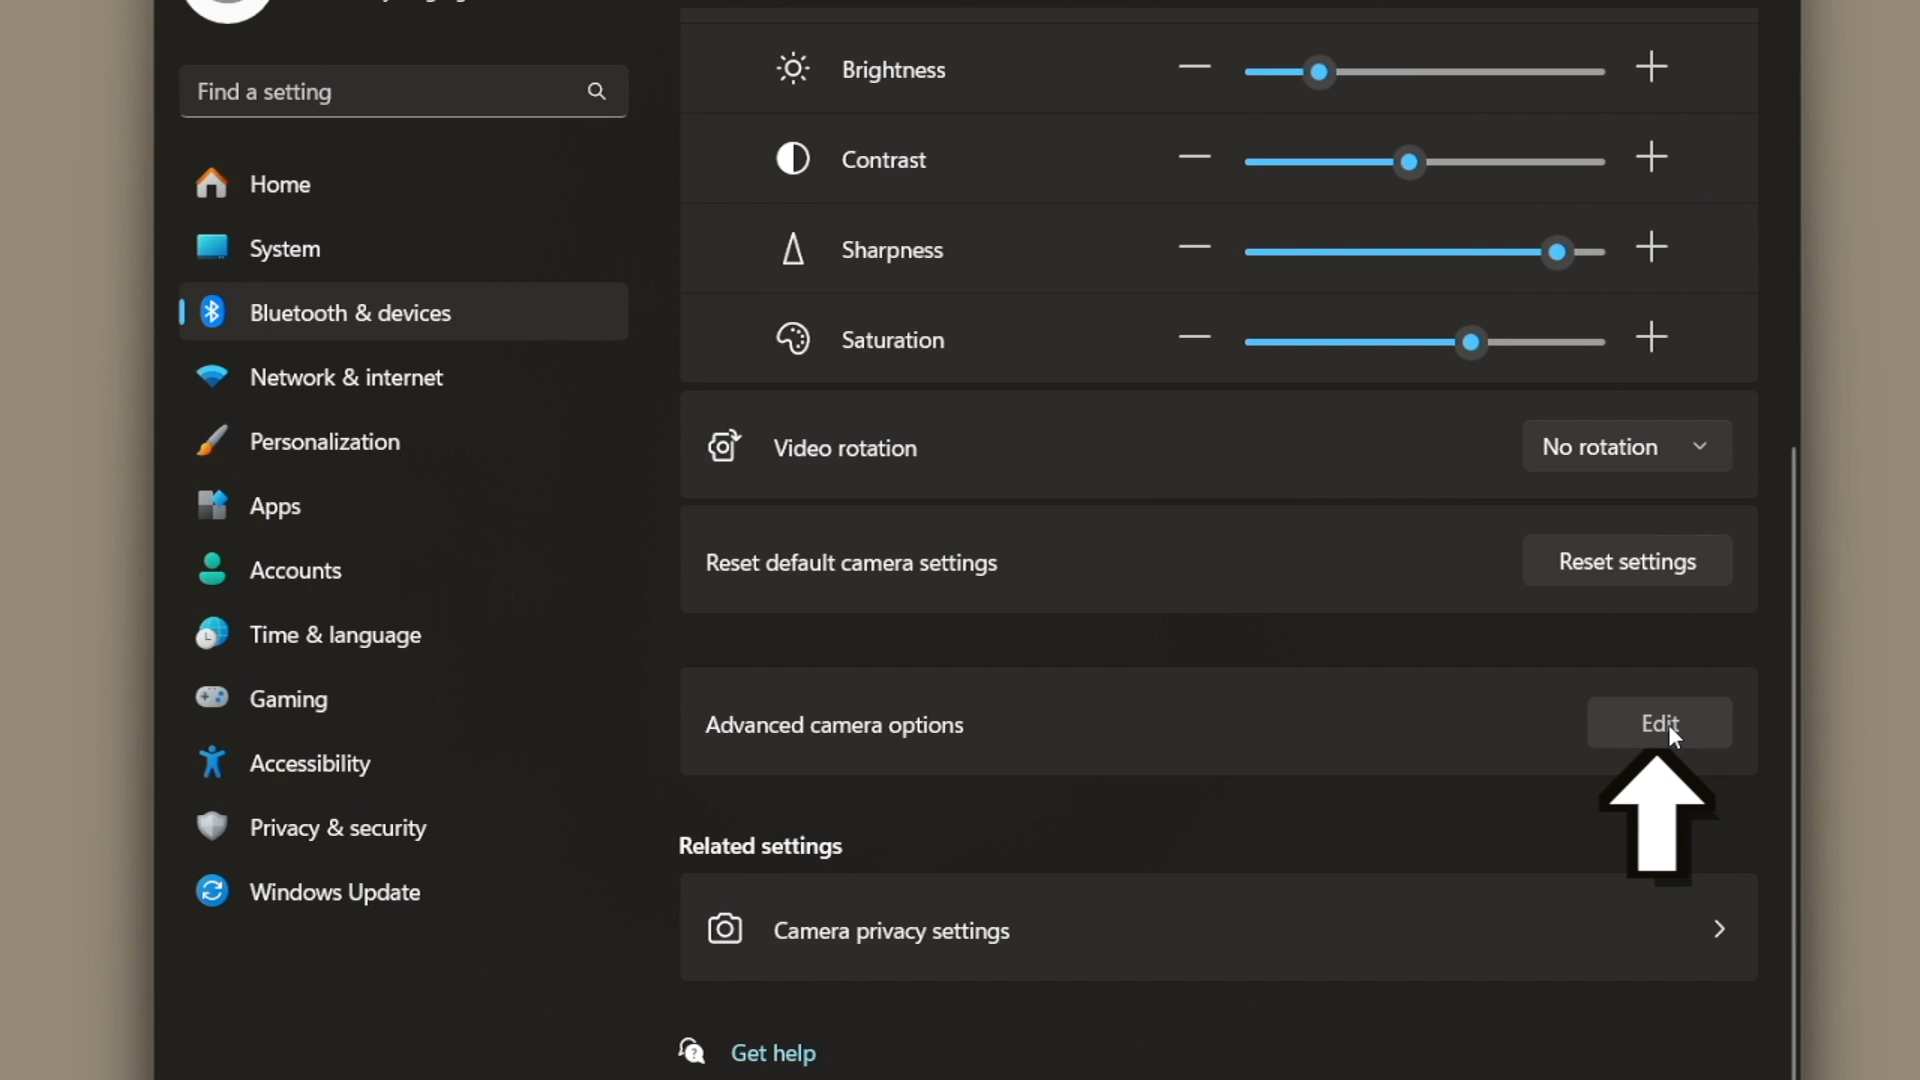 Find a setting
Home
System
Bluetooth & devices
Network & internet
Personalization
Apps
Accounts
Time & language
Gaming
Accessibility
Privacy & security
Windows Update
Brightness
Contrast
Sharpness
Saturation
Video rotation
No rotation
Reset default camera settings
Reset settings
Advanced camera options
Edit
Related settings
Camera privacy settings
Get help